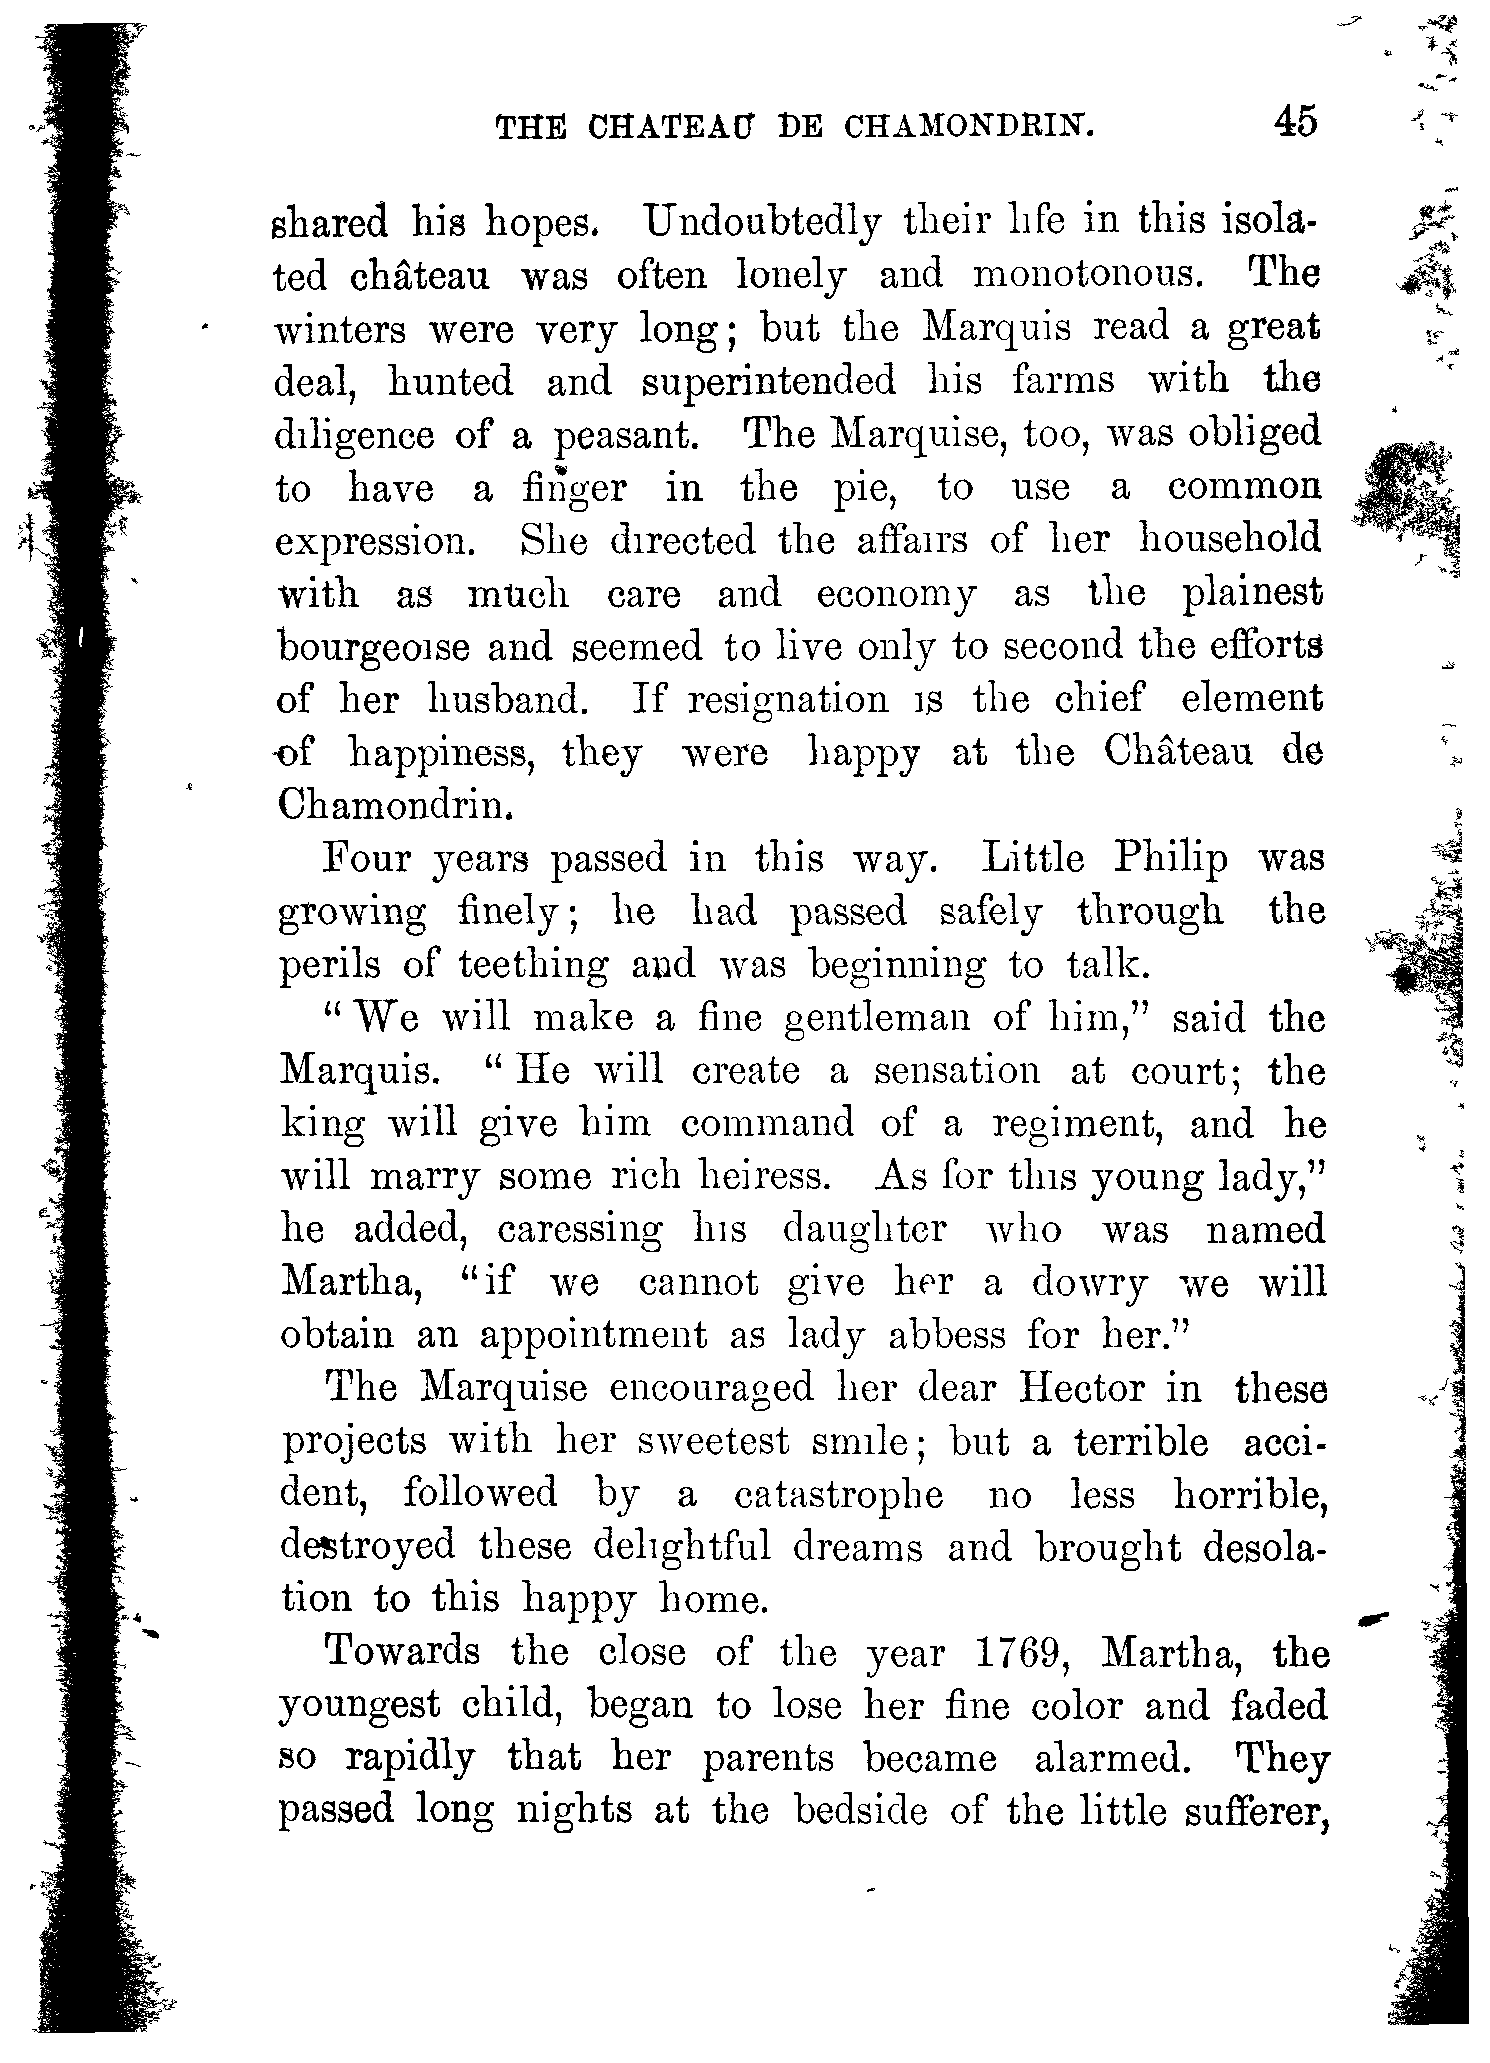 THE CHATEAU DE CHAMONDRIN. 45
shared his hopes. Undoubtedly their life in this isola-
ted château was often lonely and monotonous. The
winters were very long; but the Marquis read a great
deal, hunted and superintended his farms with the
diligence of a peasant. The Marquise, too, was obliged
to have a finger in the pie, to use a common
expression. She directed the affairs of her household
with as much care and economy as the plainest
bourgeoise and seemed to live only to second the efforts
of her husband. If resignation is the chief element
of happiness, they were happy at the Château de
Chamondrin.
Four years passed in this way. Little Philip was
growing finely; he had passed safely through the
perils of teething and was beginning to talk.
“We will make a fine gentleman of him,” said the
Marquis. “He will create a sensation at court; the
king will give him command of a regiment, and he
will marry some rich heiress. As for this young lady,”
he added, caressing his daughter who was named
Martha, “if we cannot give her a dowry we will
obtain an appointment as lady abbess for her.”
The Marquise encouraged her dear Hector in these
projects with her sweetest smile; but a terrible acci-
dent, followed by a catastrophe no less horrible,
destroyed these delightful dreams and brought desola-
tion to this happy home.
Towards the close of the year 1769, Martha, the
youngest child, began to lose her fine color and faded
so rapidly that her parents became alarmed. They
passed long nights at the bedside of the little sufferer,